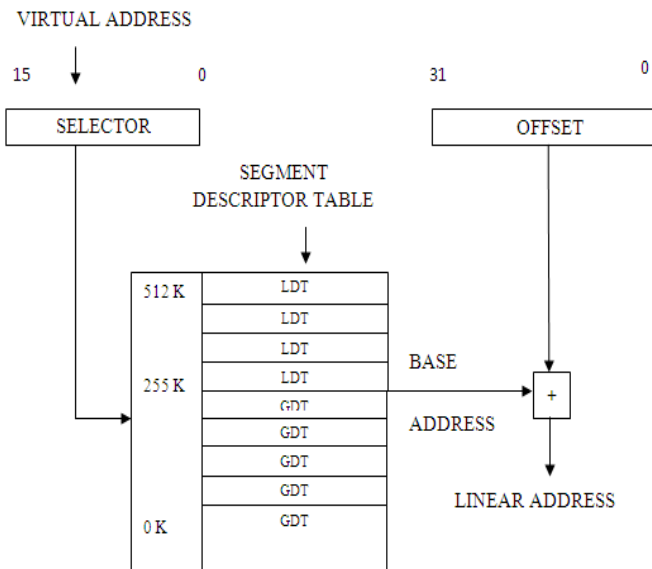 VIRTUAL ADDRESS
15 0 31 0
SELECTOR OFFSET
SEGMENT
DESCRIPTOR TABLE
512 K LDT
LDT
LDT
BASE
255 K LDT
GDT +
GDT ADDRESS
GDT
GDT
LINEAR ADDRESS
0 K GDT